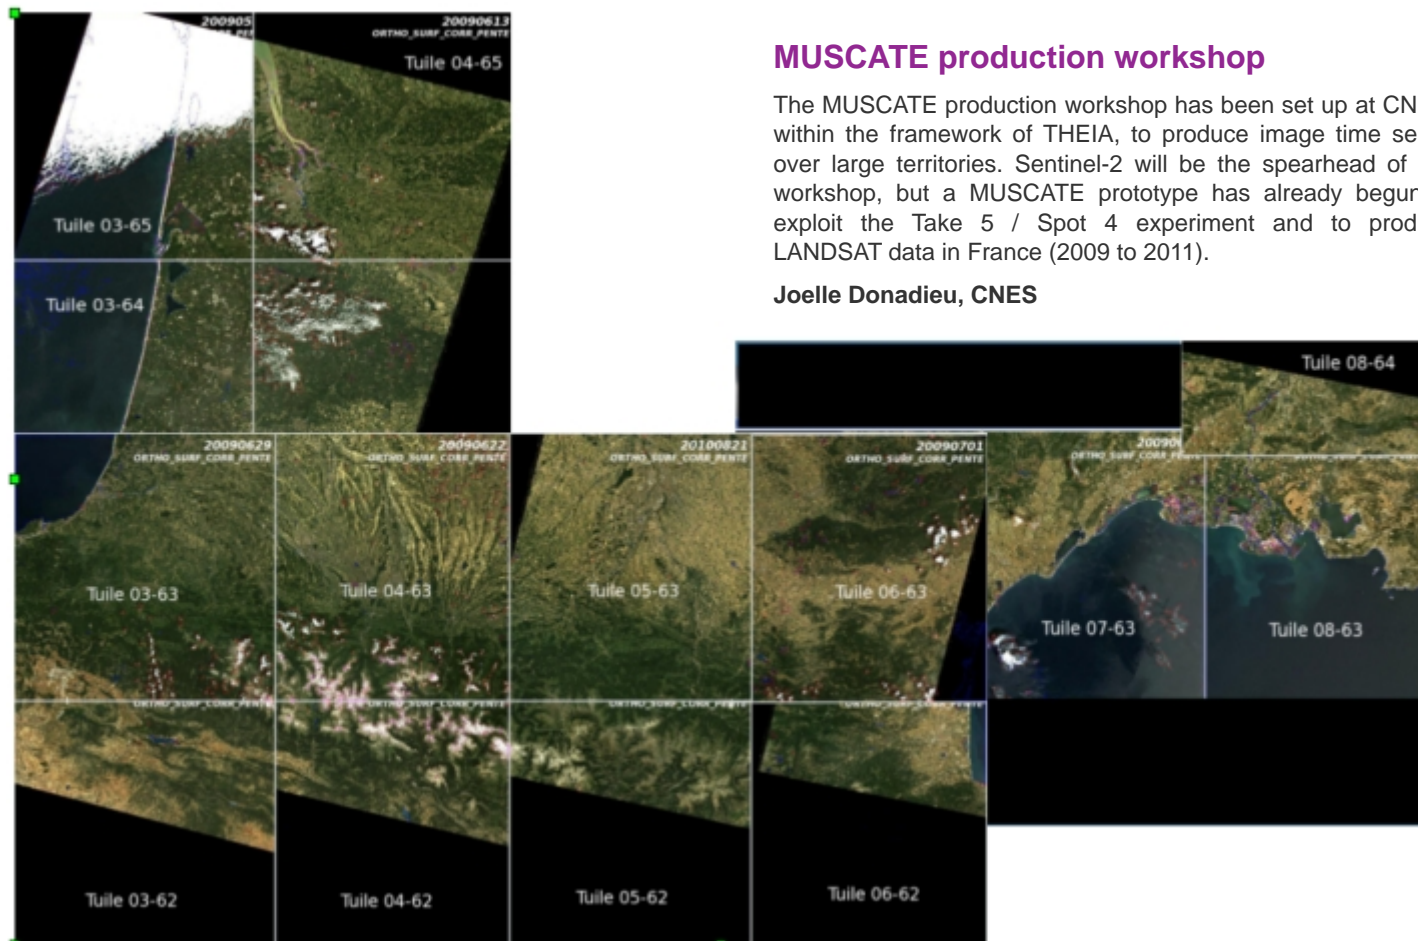 200905
20090613
ORTHO_SURF_CORR_PENTE
Tuile 04-65
Tuile 03-65
Tuile 03-64
MUSCATE production workshop
The MUSCATE production workshop has been set up at CN
within the framework of THEIA, to produce image time se
over large territories. Sentinel-2 will be the spearhead of
workshop, but a MUSCATE prototype has already begun
exploit the Take 5 / Spot 4 experiment and to prod
LANDSAT data in France (2009 to 2011).
Joelle Donadieu, CNES
Tuile 08-64
20090629
ORTHO_SURF_CORR_PENTE
20090622
ORTHO_SURF_CORR_PENTE
20100821
ORTHO_SURF_CORR_PENTE
20090701
ORTHO_SURF_CORR_PENTE
20090
ORTHO_SURF_CORR_PE
Tuile 03-63
Tuile 04-63
Tuile 05-63
Tuile 06-63
Tuile 07-63
Tuile 08-63
Tuile 03-62
Tuile 04-62
Tuile 05-62
Tuile 06-62